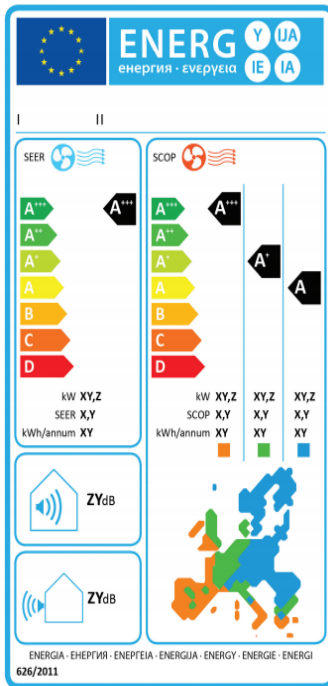 ENERG
Y IJA
IE IA
енергия · ενεργεια
I II
SEER
A+++
A++
A+
A
B
C
D
A+++
kW XY,Z
SEER X,Y
kWh/annum XY
SCOP
A+++
A++
A+
A
B
C
D
A+++
A+
A
kW XY,Z XY,Z XY,Z
SCOP X,Y X,Y X,Y
kWh/annum XY XY XY
ZYdB
ZYdB
ENERGIA · ЕНЕРГИЯ · ΕΝΕΡΓΕΙΑ · ENERGIJA · ENERGY · ENERGIE · ENERGI
626/2011